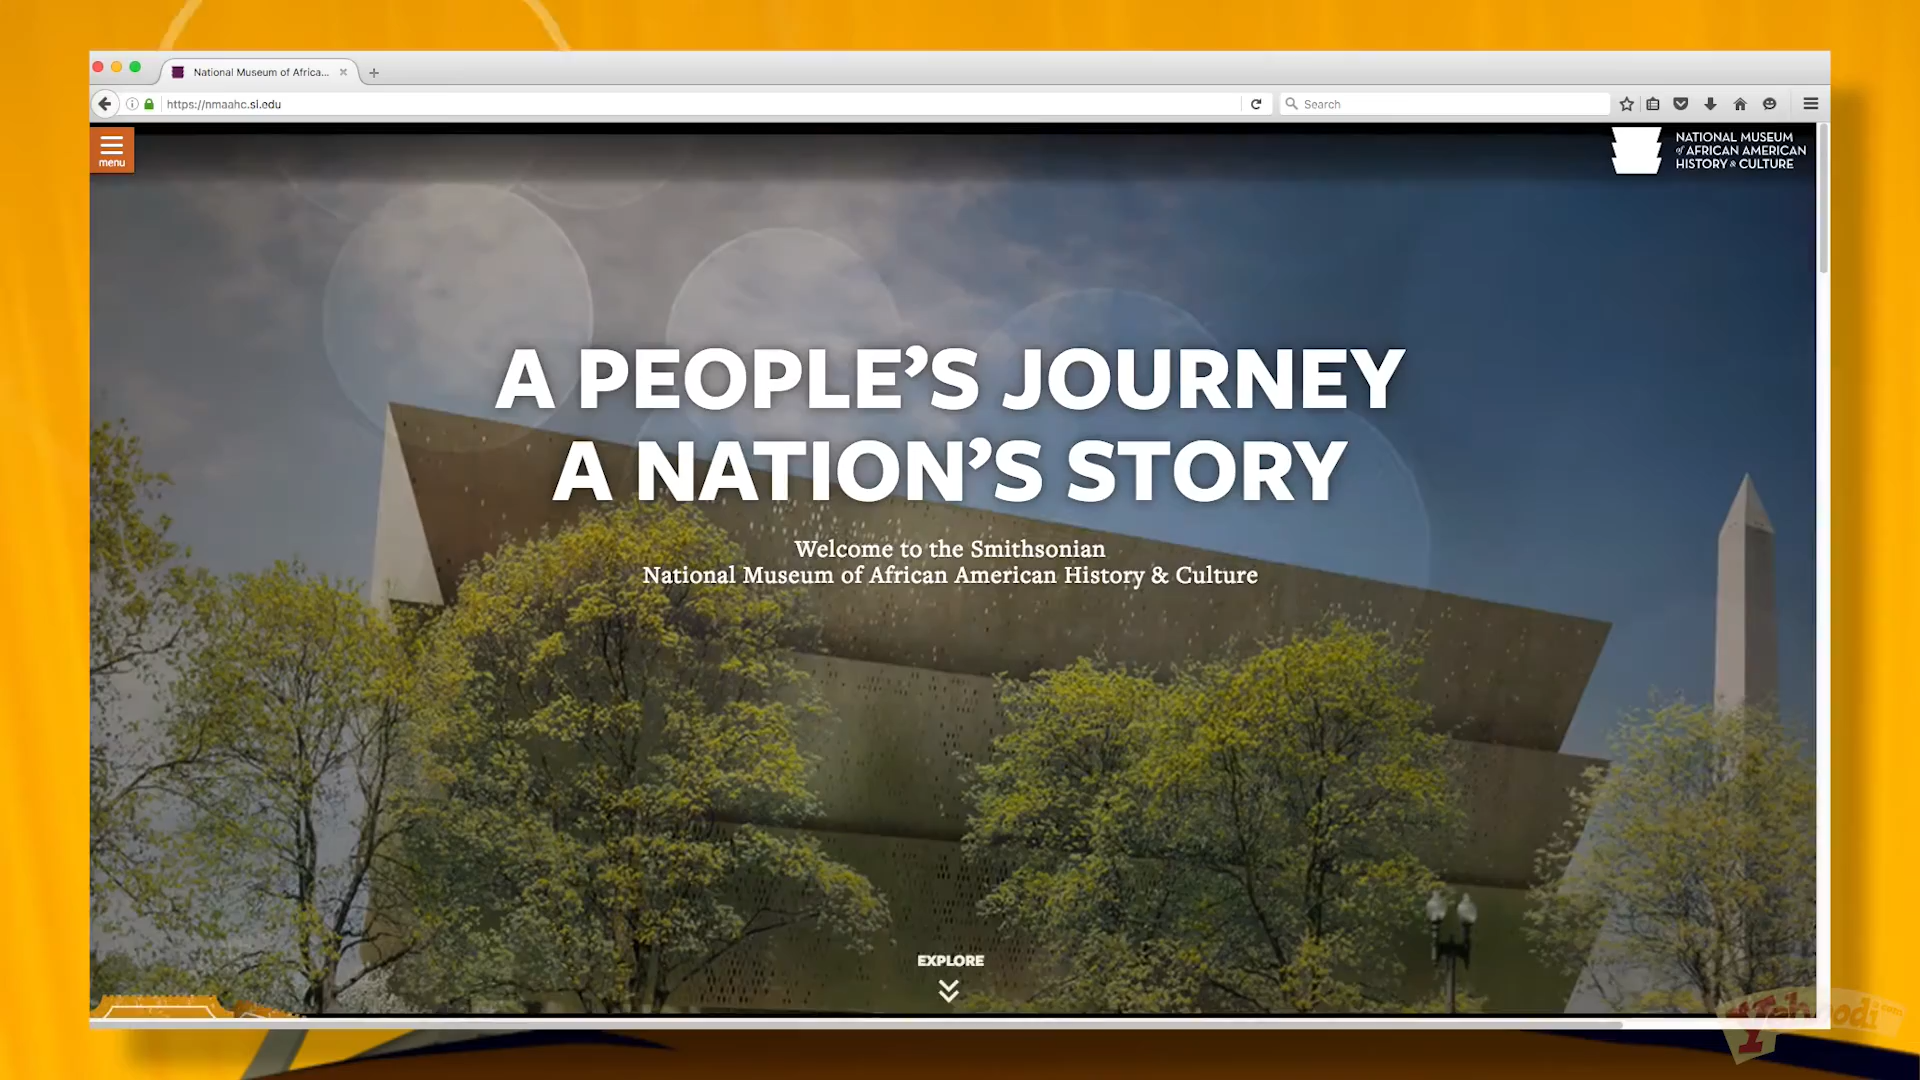 National Museum of Africa...
https://nmaahc.si.edu
Search
menu
NATIONAL MUSEUM
of AFRICAN AMERICAN
HISTORY & CULTURE
A PEOPLE'S JOURNEY
A NATION'S STORY
Welcome to the Smithsonian
National Museum of African American History & Culture
EXPLORE